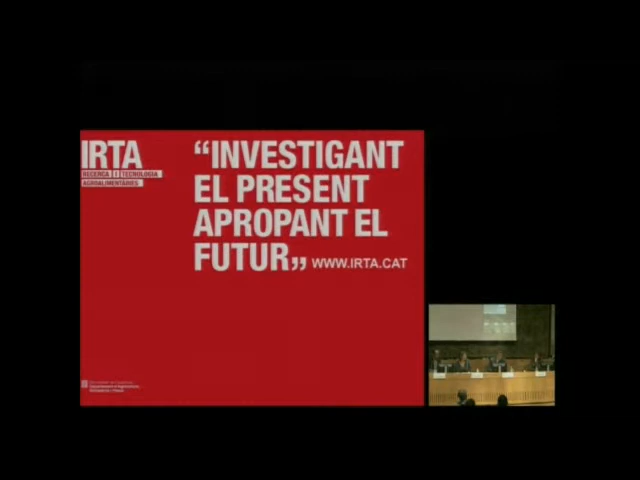 IRTA
RECERCA I TECNOLOGIA
AGROALIMENTÀRIES
“INVESTIGANT
EL PRESENT
APROPANT EL
FUTUR„ WWW.IRTA.CAT